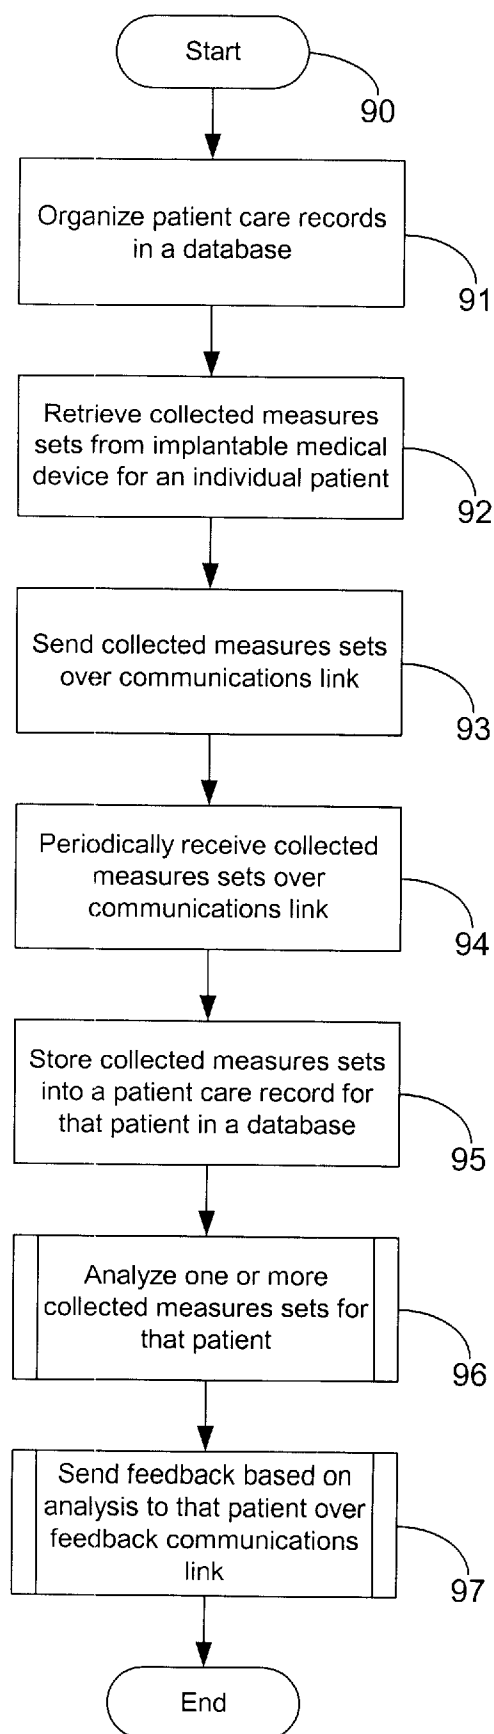 Start
90
Organize patient care records
in a database
91
Retrieve collected measures
sets from implantable medical
device for an individual patient
92
Send collected measures sets
over communications link
93
Periodically receive collected
measures sets over
communications link
94
Store collected measures sets
into a patient care record for
that patient in a database
95
Analyze one or more
collected measures sets for
that patient
96
Send feedback based on
analysis to that patient over
feedback communications
link
97
End